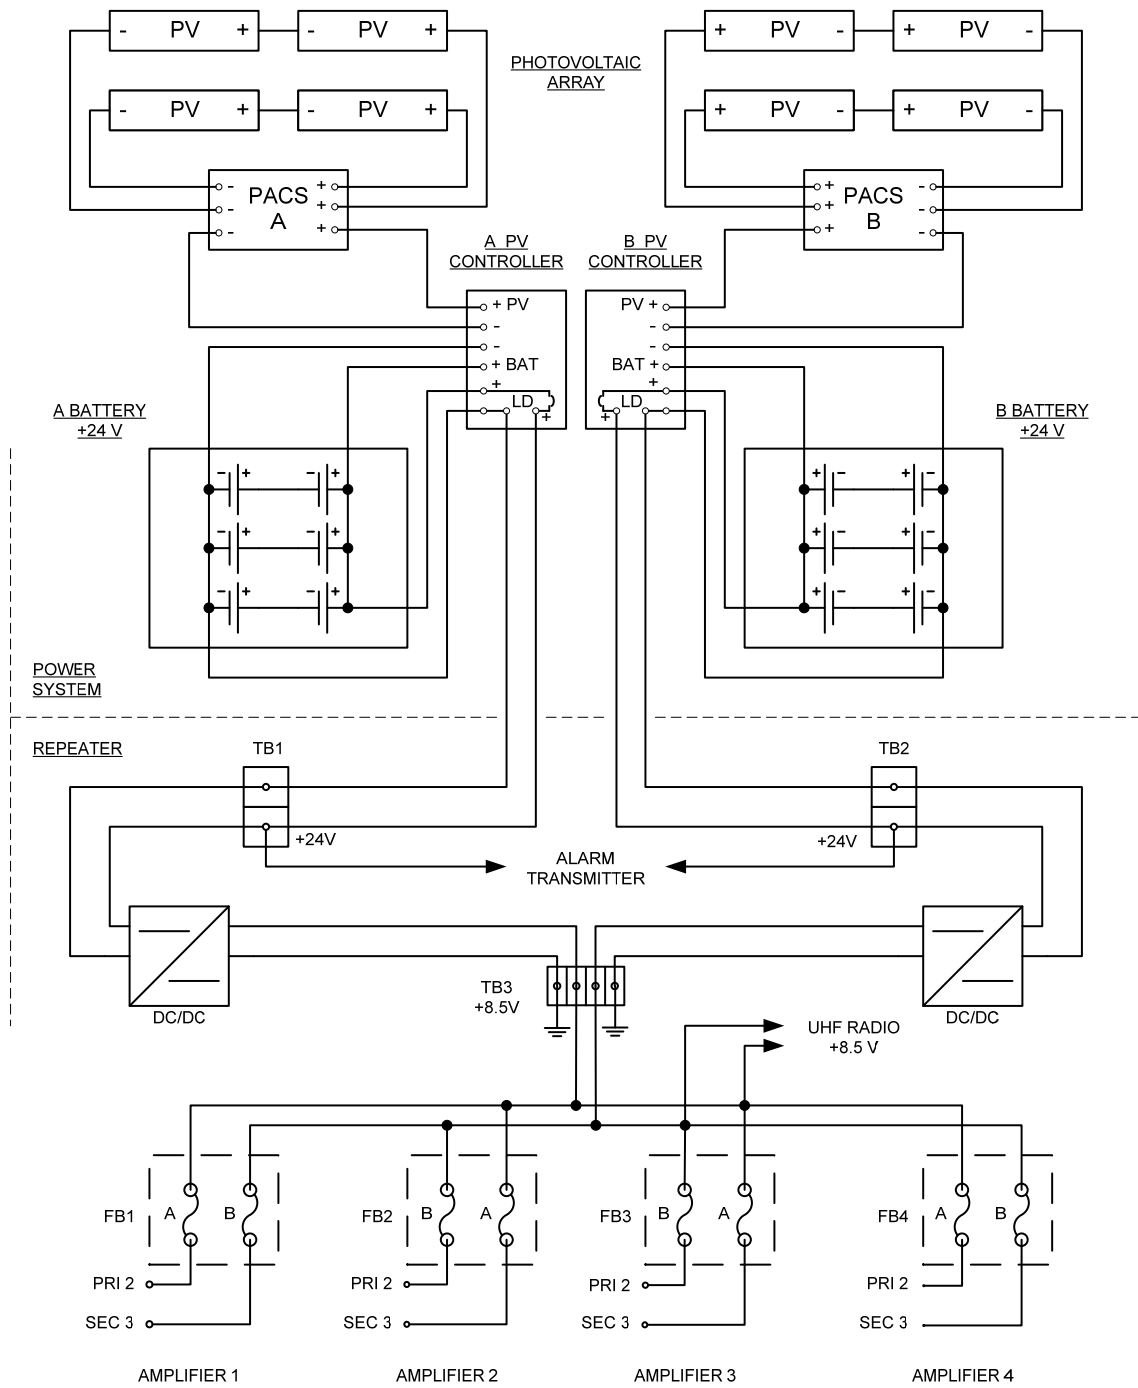 - PV + - PV +
+ PV - + PV -
PHOTOVOLTAIC
ARRAY
- PV + - PV +
+ PV - + PV -
- PACS +
- A +
- +
+ PACS -
+ B -
+ -
A PV
CONTROLLER
B PV
CONTROLLER
+ PV
-
-
+ BAT
+
LD
+
PV +
-
-
BAT +
+
LD
+
A BATTERY
+24 V
B BATTERY
+24 V
- + - +
- + - +
- + - +
+ - + -
+ - + -
+ - + -
POWER
SYSTEM
REPEATER
TB1
TB2
+24V
+24V
ALARM
TRANSMITTER
DC/DC
TB3
+8.5V
DC/DC
UHF RADIO
+8.5 V
FB1
A
B
FB2
B
A
FB3
B
A
FB4
A
B
PRI 2
PRI 2
PRI 2
PRI 2
SEC 3
SEC 3
SEC 3
SEC 3
AMPLIFIER 1
AMPLIFIER 2
AMPLIFIER 3
AMPLIFIER 4